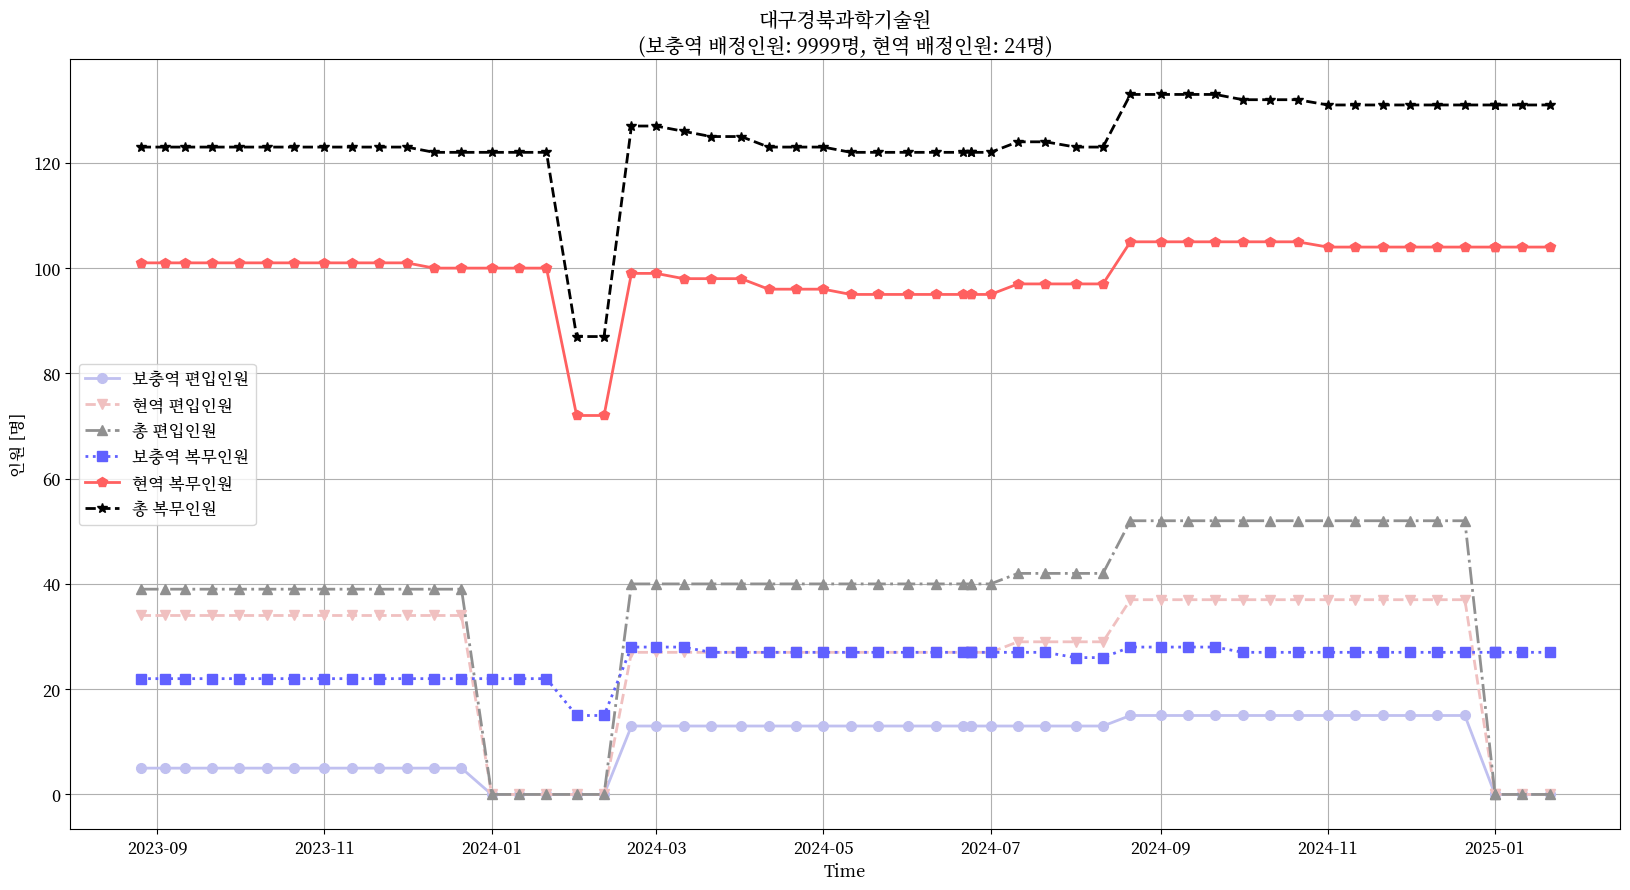 대구경북과학기술원
(보충역 배정인원: 9999명, 현역 배정인원: 24명)
인원 [명]
120
100
80
60
40
20
0
보충역 편입인원
현역 편입인원
총 편입인원
보충역 복무인원
현역 복무인원
총 복무인원
2023-09 2023-11 2024-01 2024-03 2024-05 2024-07 2024-09 2024-11 2025-01
Time